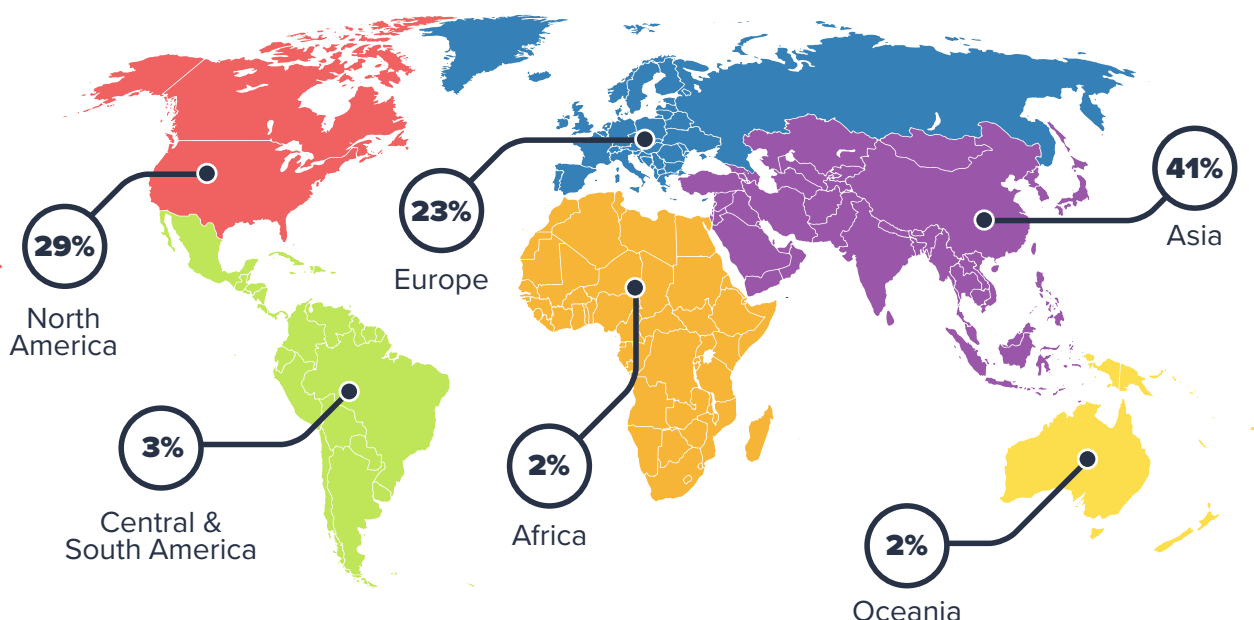 29%
North
America
23%
Europe
41%
Asia
3%
Central &
South America
2%
Africa
2%
Oceania